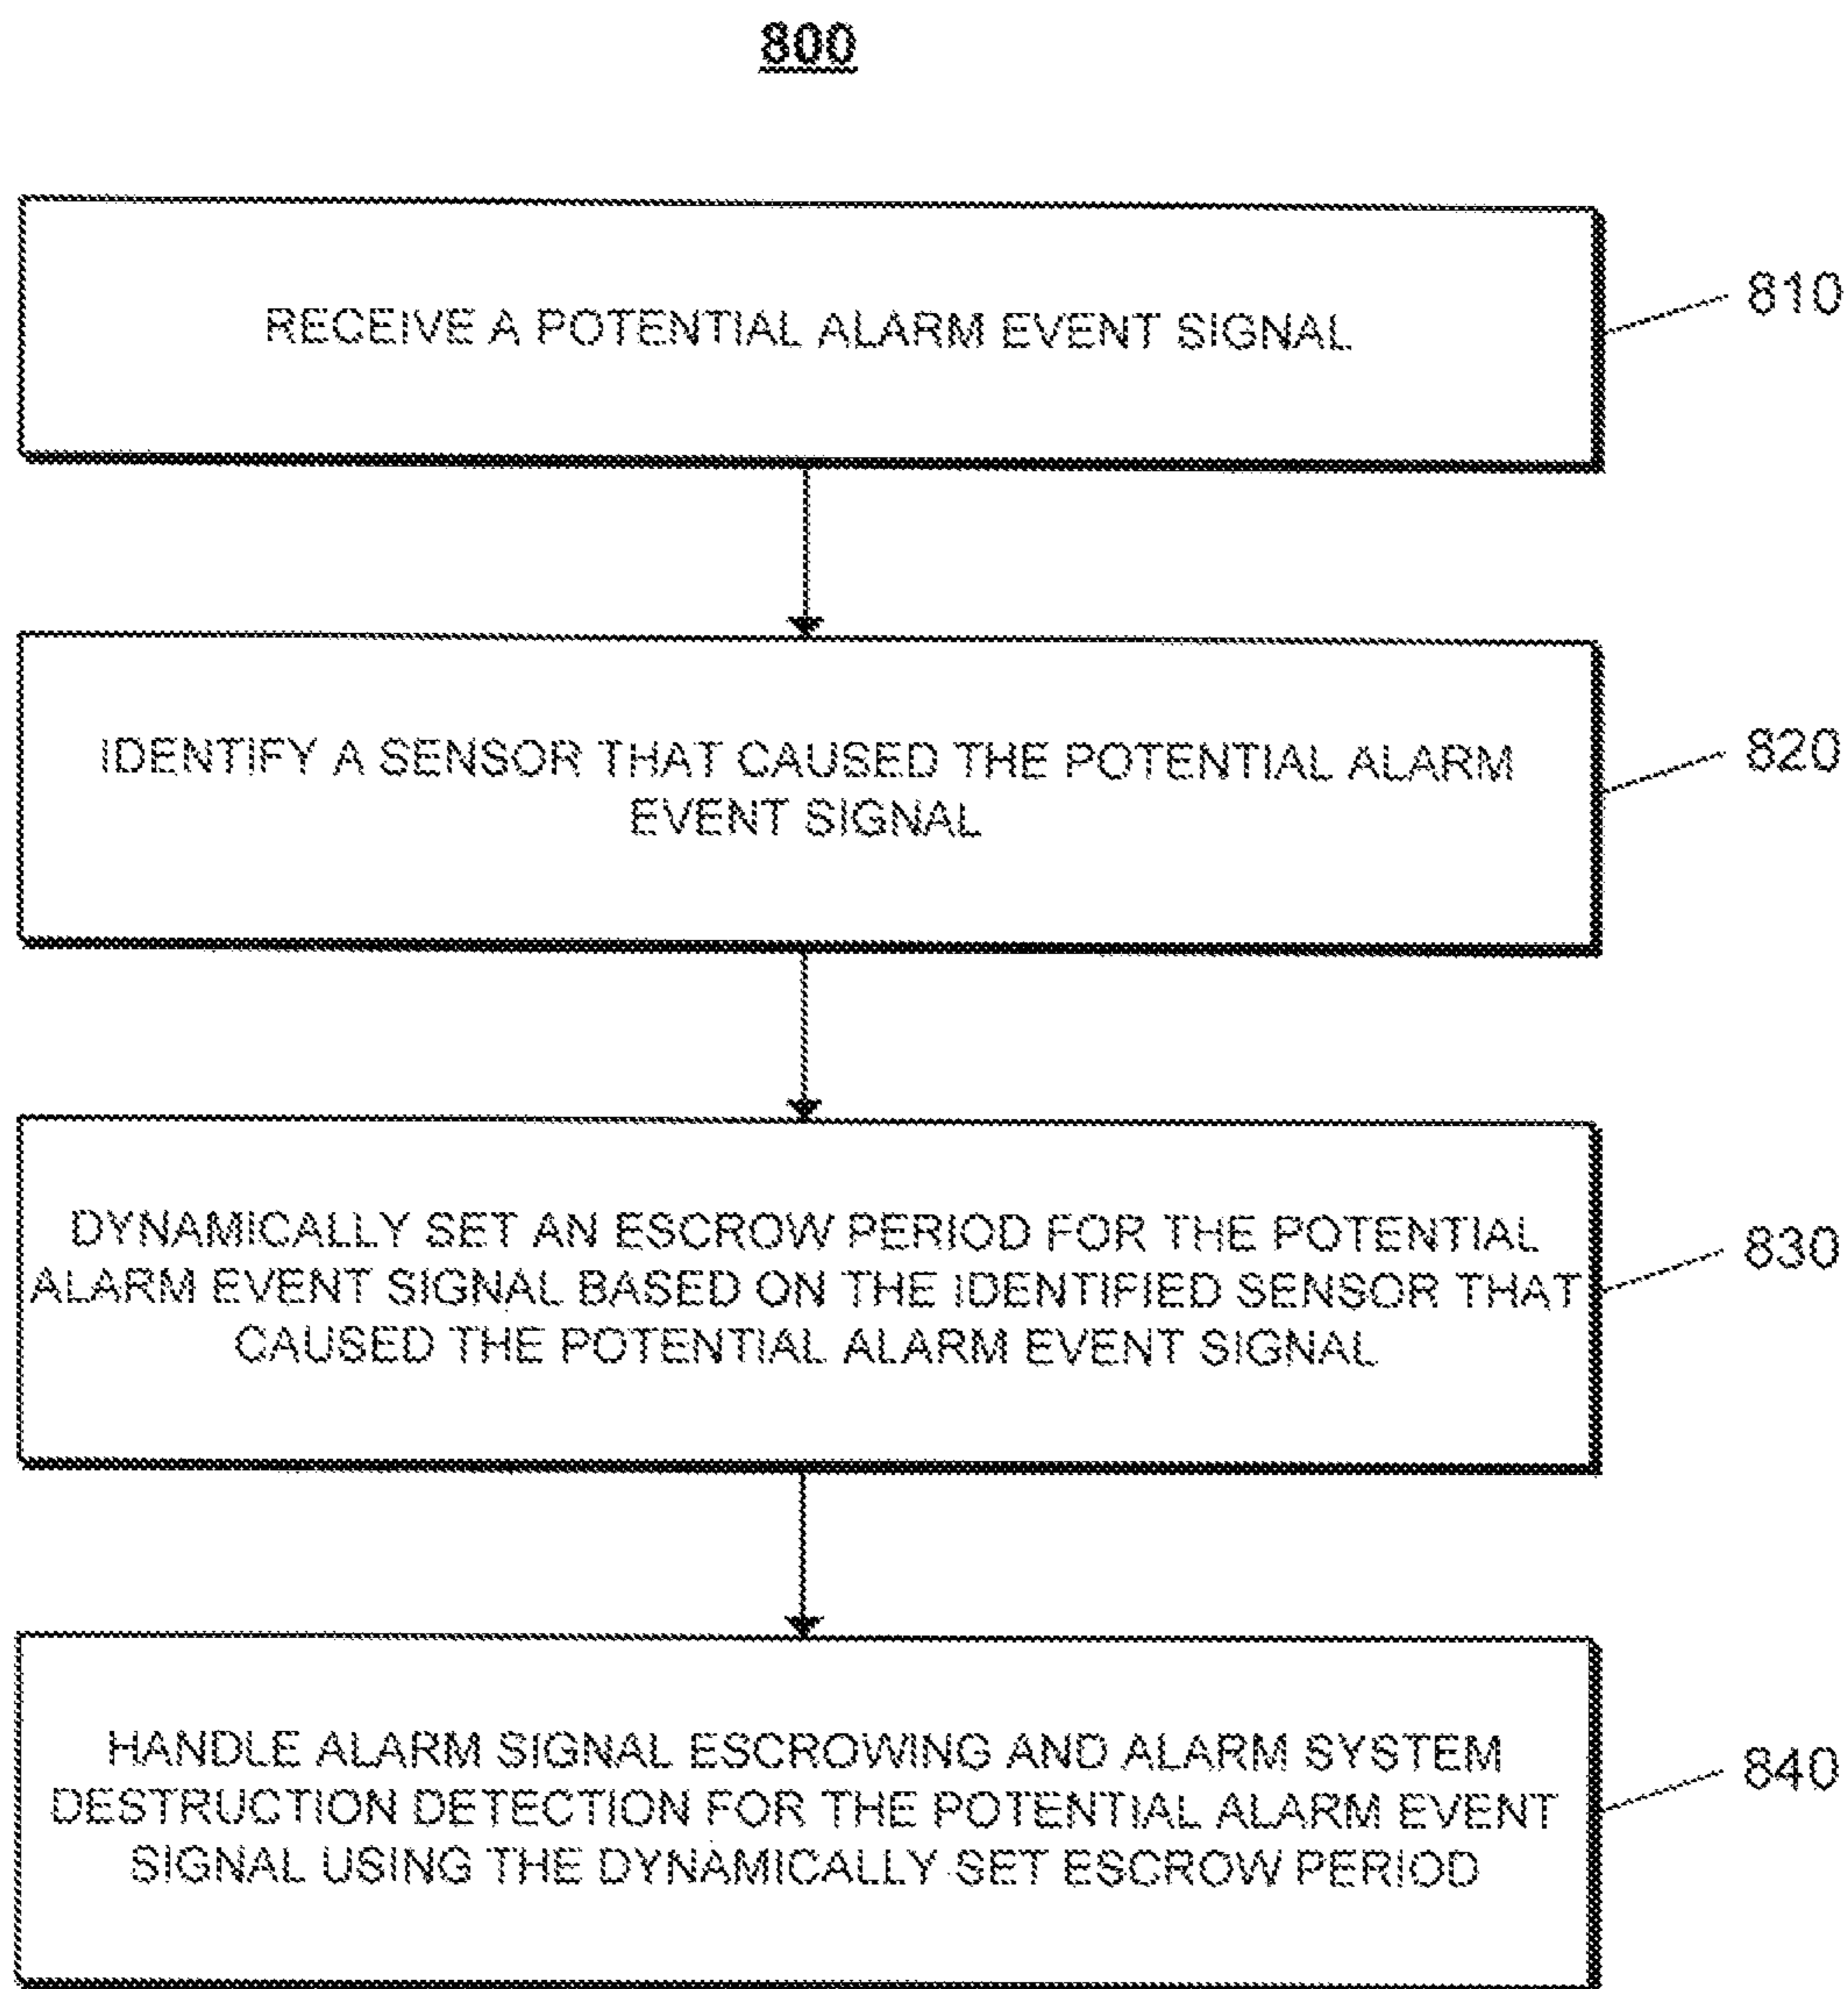 800
RECEIVE A POTENTIAL ALARM EVENT SIGNAL
810
IDENTIFY A SENSOR THAT CAUSED THE POTENTIAL ALARM
EVENT SIGNAL
820
DYNAMICALLY SET AN ESCROW PERIOD FOR THE POTENTIAL
ALARM EVENT SIGNAL BASED ON THE IDENTIFIED SENSOR THAT
CAUSED THE POTENTIAL ALARM EVENT SIGNAL
830
HANDLE ALARM SIGNAL ESCROWING AND ALARM SYSTEM
DESTRUCTION DETECTION FOR THE POTENTIAL ALARM EVENT
SIGNAL USING THE DYNAMICALLY SET ESCROW PERIOD
840